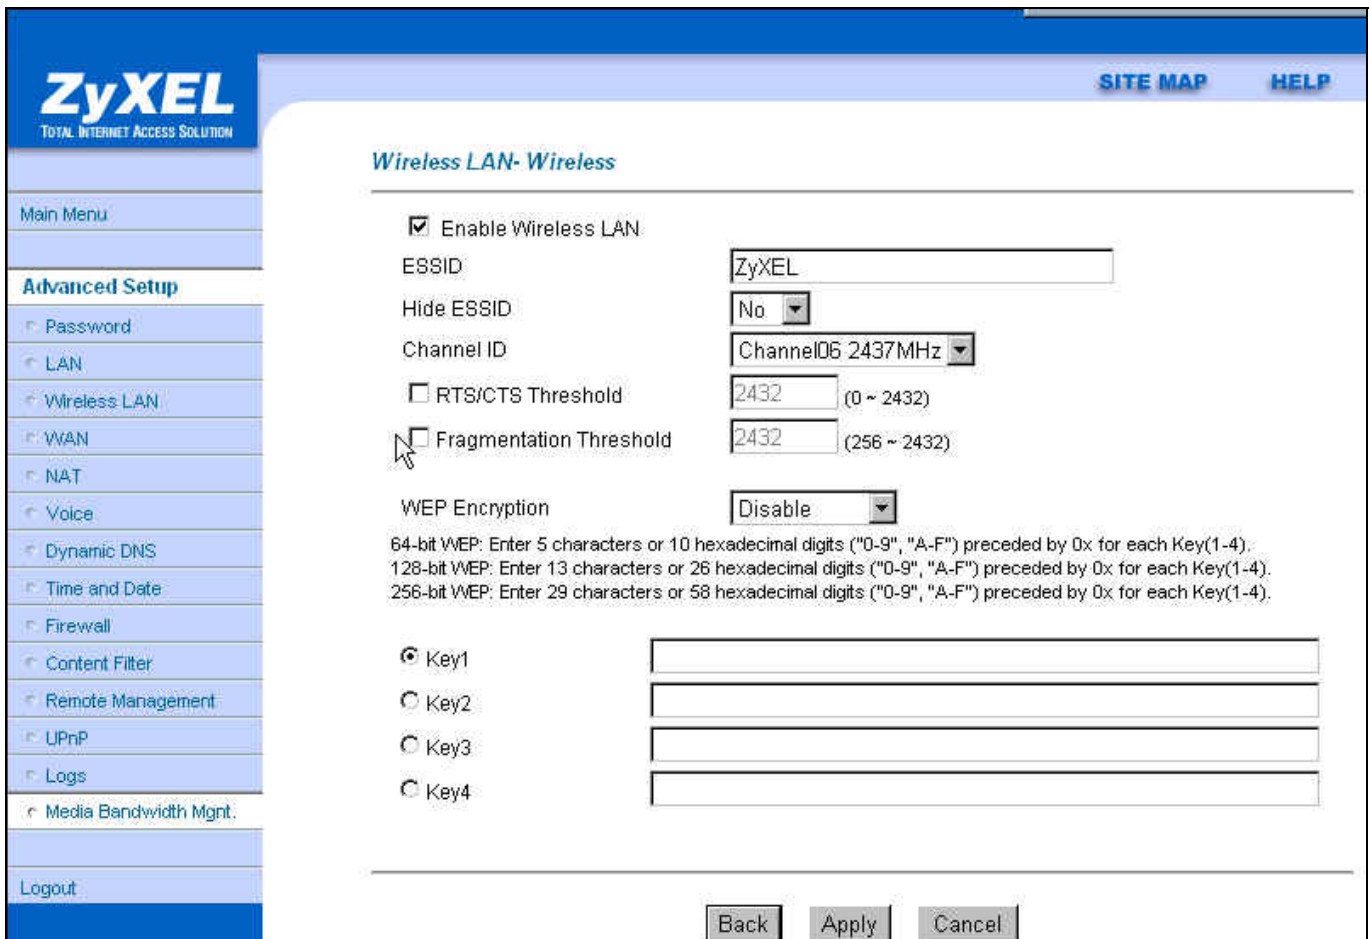 ZyXEL
TOTAL INTERNET ACCESS SOLUTION
SITE MAP HELP
Main Menu
Advanced Setup
Password
LAN
Wireless LAN
WAN
NAT
Voice
Dynamic DNS
Time and Date
Firewall
Content Filter
Remote Management
UPnP
Logs
Media Bandwidth Mgnt.
Logout
Wireless LAN- Wireless
Enable Wireless LAN
ESSID ZyXEL
Hide ESSID No
Channel ID Channel06 2437MHz
RTS/CTS Threshold 2432 (0 ~ 2432)
Fragmentation Threshold 2432 (256 ~ 2432)
WEP Encryption Disable
64-bit WEP: Enter 5 characters or 10 hexadecimal digits ("0-9", "A-F") preceded by 0x for each Key(1-4).
128-bit WEP: Enter 13 characters or 26 hexadecimal digits ("0-9", "A-F") preceded by 0x for each Key(1-4).
256-bit WEP: Enter 29 characters or 58 hexadecimal digits ("0-9", "A-F") preceded by 0x for each Key(1-4).
Key1
Key2
Key3
Key4
Back Apply Cancel